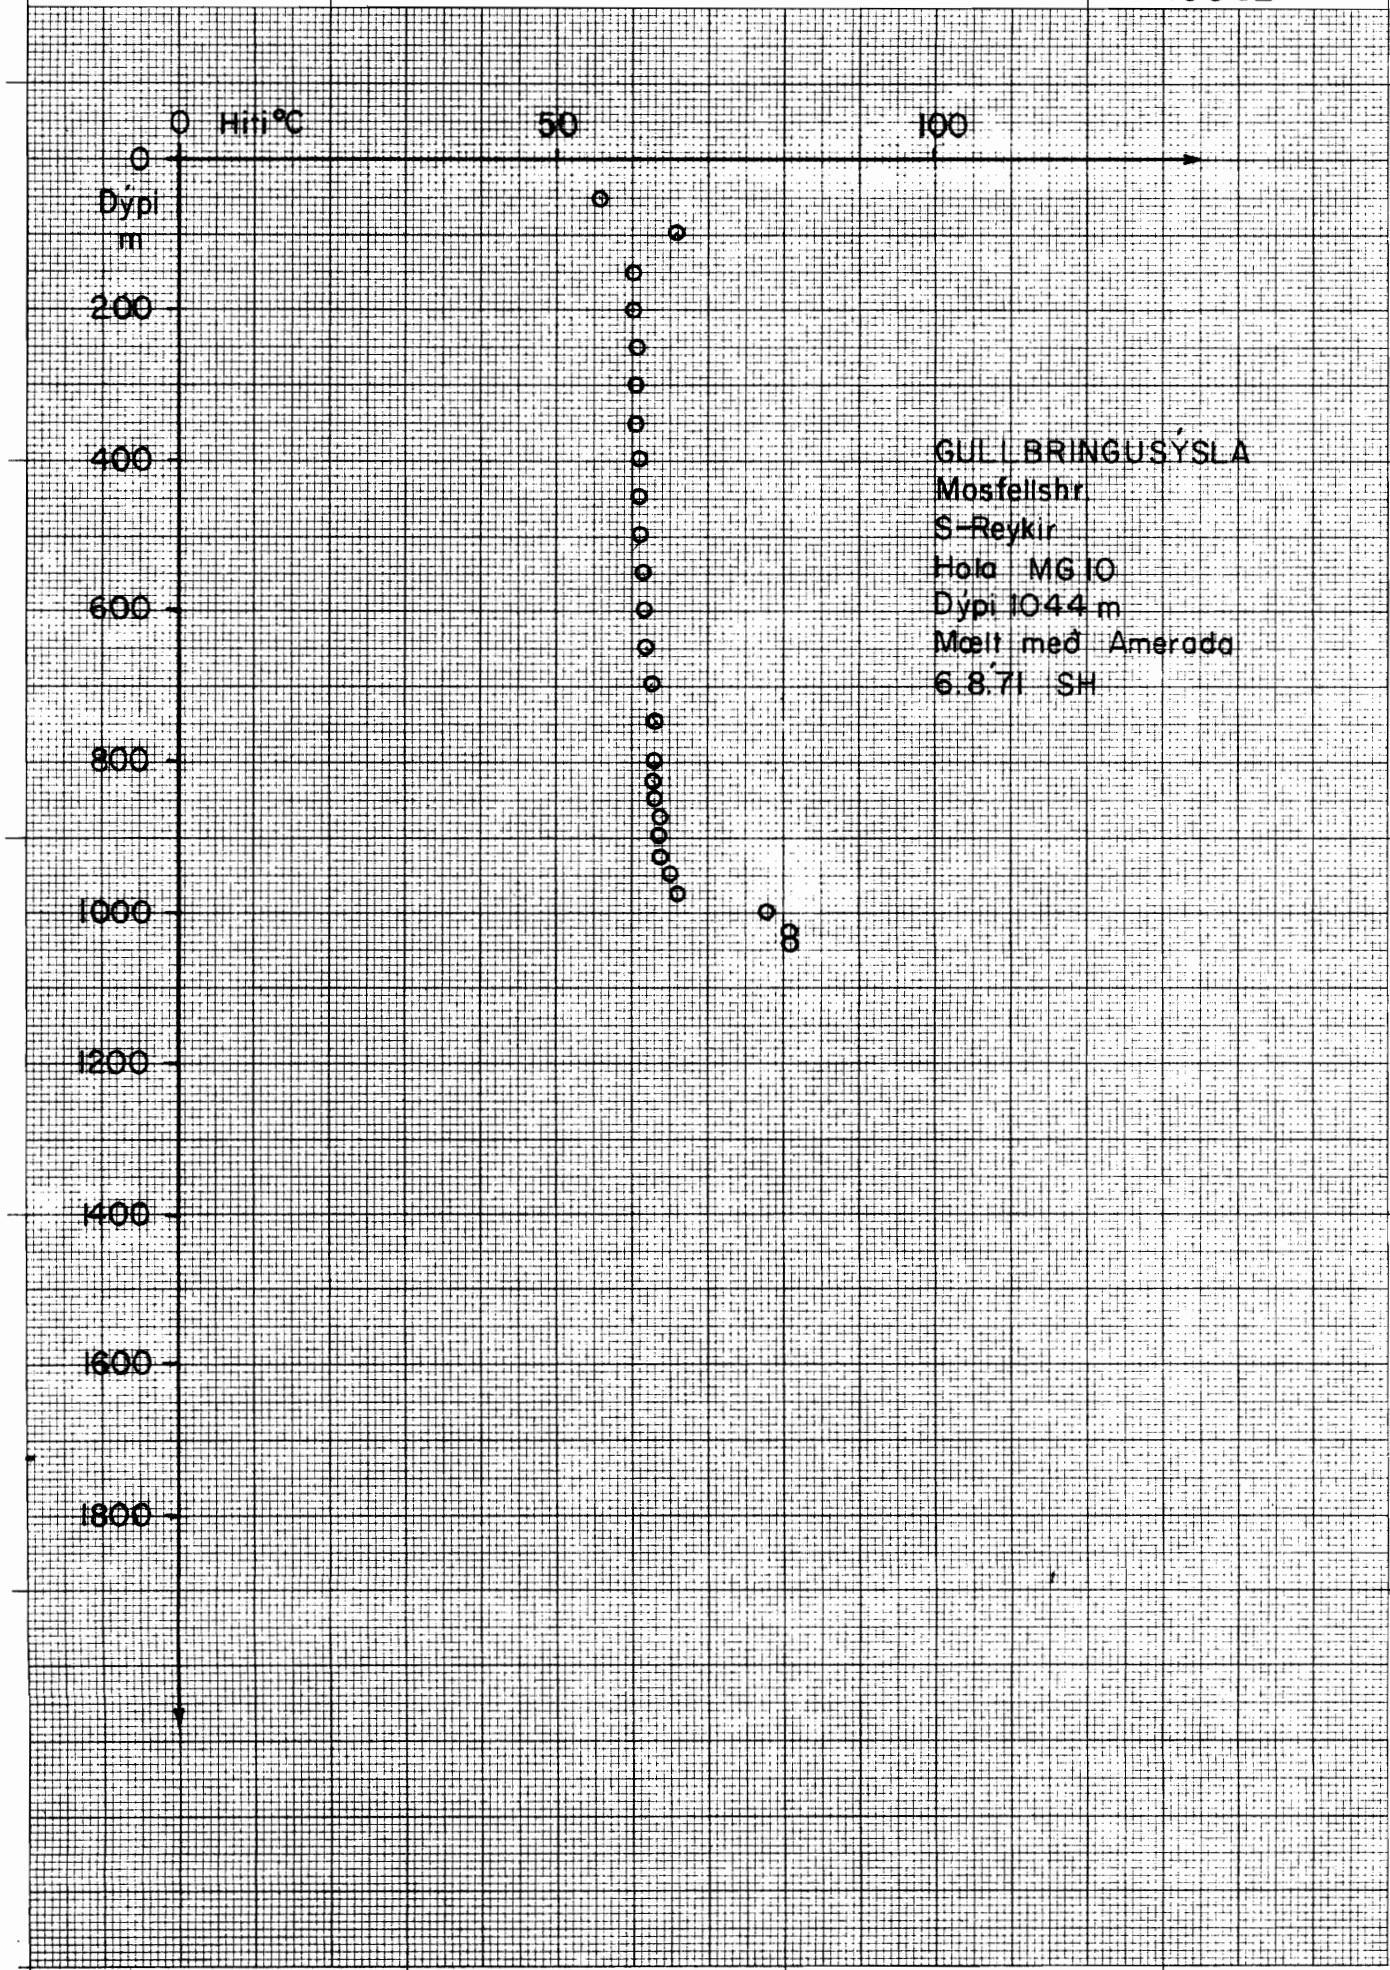 0 Hiti °C 50 100
0
Dýpi
m
200
400
600
800
1000
1200
1400
1600
1800
GULLBRINGUSÝSLA
Mosfellshr.
S-Reykir
Hola MG 10
Dýpi 1044 m
Mælt með Amerada
6.8.'71 SH